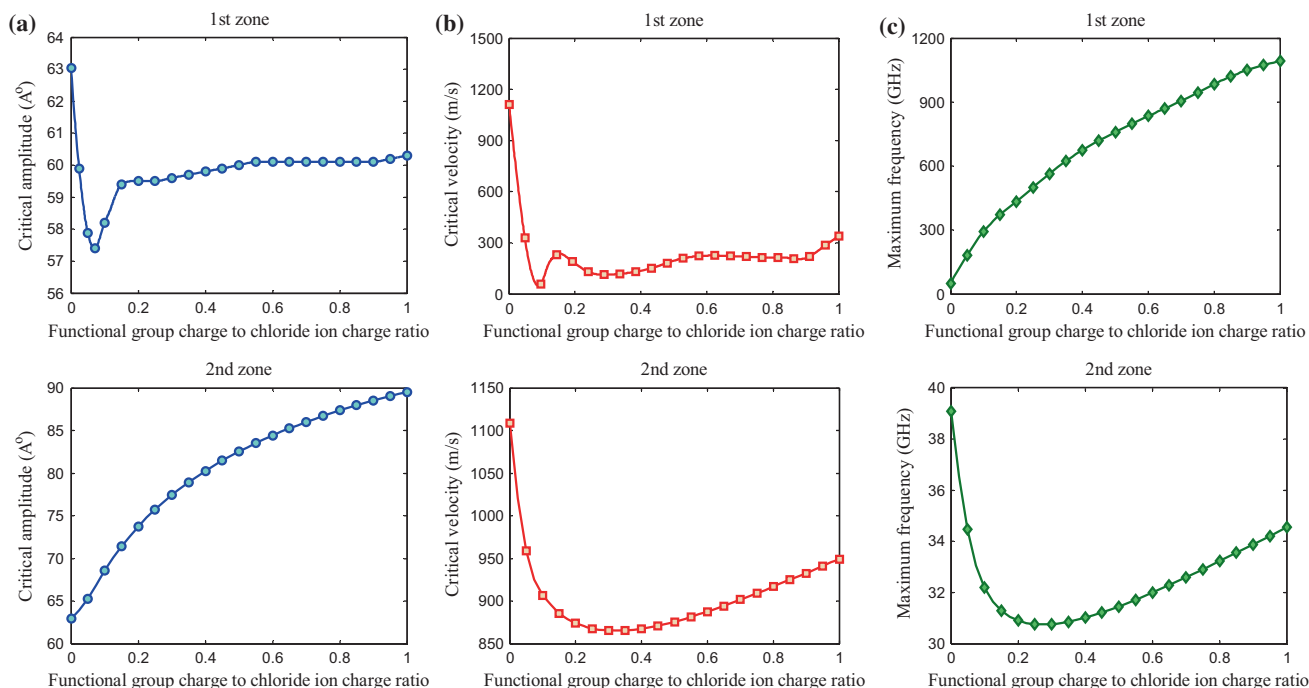 (a)
1st zone
Critical amplitude (A⁰)
64
63
62
61
60
59
58
57
56
0 0.2 0.4 0.6 0.8 1
Functional group charge to chloride ion charge ratio
(b)
1st zone
Critical velocity (m/s)
1500
1200
900
600
300
0
0 0.2 0.4 0.6 0.8 1
Functional group charge to chloride ion charge ratio
(c)
1st zone
Maximum frequency (GHz)
1200
900
600
300
0
0 0.2 0.4 0.6 0.8 1
Functional group charge to chloride ion charge ratio
2nd zone
Critical amplitude (A⁰)
90
85
80
75
70
65
60
0 0.2 0.4 0.6 0.8 1
Functional group charge to chloride ion charge ratio
2nd zone
Critical velocity (m/s)
1150
1100
1050
1000
950
900
850
0 0.2 0.4 0.6 0.8 1
Functional group charge to chloride ion charge ratio
2nd zone
Maximum frequency (GHz)
40
38
36
34
32
30
0 0.2 0.4 0.6 0.8 1
Functional group charge to chloride ion charge ratio